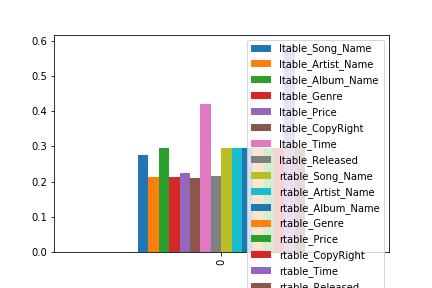 0.6
0.5
0.4
0.3
0.2
0.1
0.0
0
ltable_Song_Name
ltable_Artist_Name
ltable_Album_Name
ltable_Genre
ltable_Price
ltable_CopyRight
ltable_Time
ltable_Released
rtable_Song_Name
rtable_Artist_Name
rtable_Album_Name
rtable_Genre
rtable_Price
rtable_CopyRight
rtable_Time
rtable_Released